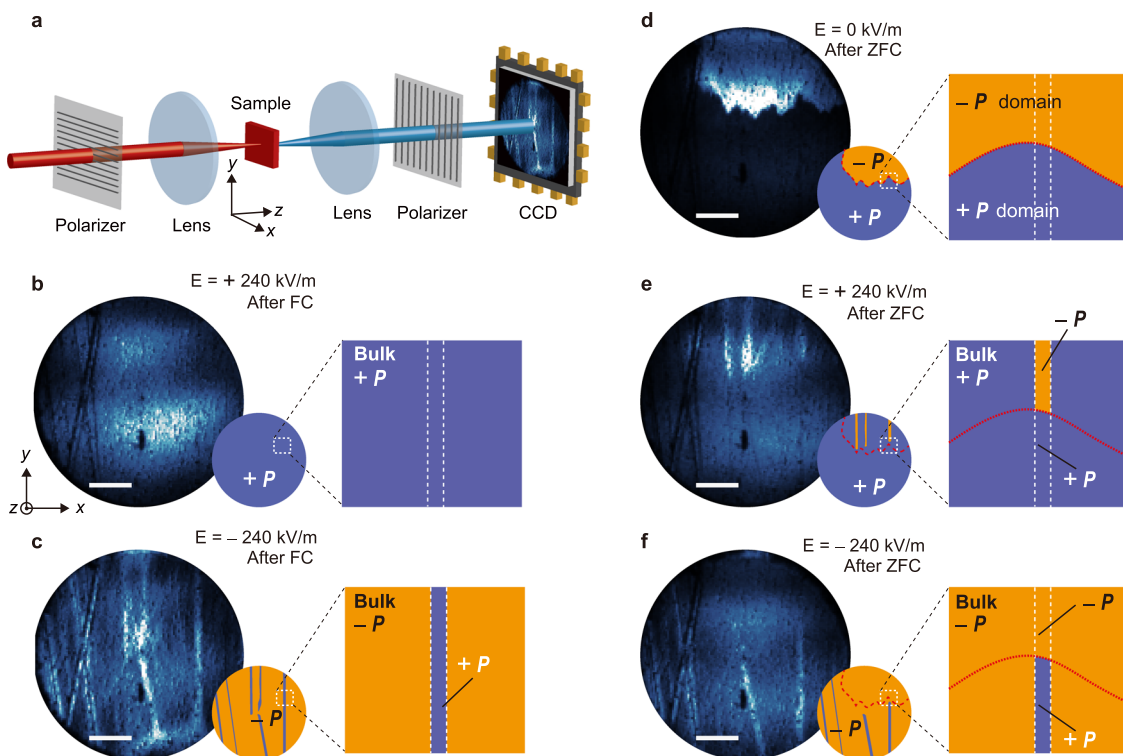 a
Polarizer
Lens
Sample
y
z
x
Lens
Polarizer
CCD
b
E = + 240 kV/m
After FC
+ P
Bulk
+ P
y
z
x
c
E = – 240 kV/m
After FC
– P
Bulk
– P
+ P
d
E = 0 kV/m
After ZFC
– P
+ P
– P domain
+ P domain
e
E = + 240 kV/m
After ZFC
+ P
Bulk
+ P
– P
+ P
f
E = – 240 kV/m
After ZFC
– P
Bulk
– P
– P
+ P